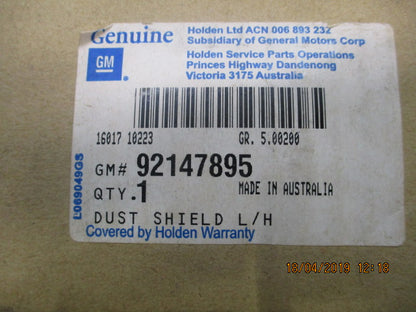 Genuine
GM
Holden Ltd ACN 006 893 232
Subsidiary of General Motors Corp
Holden Service Parts Operations
Princes Highway Dandenong
Victoria 3175 Australia
16017 10223
GR. 5.00200
GM# 92147895
QTY. 1
MADE IN AUSTRALIA
DUST SHIELD L/H
Covered by Holden Warranty
L069049GS
13/04/2019 12:13